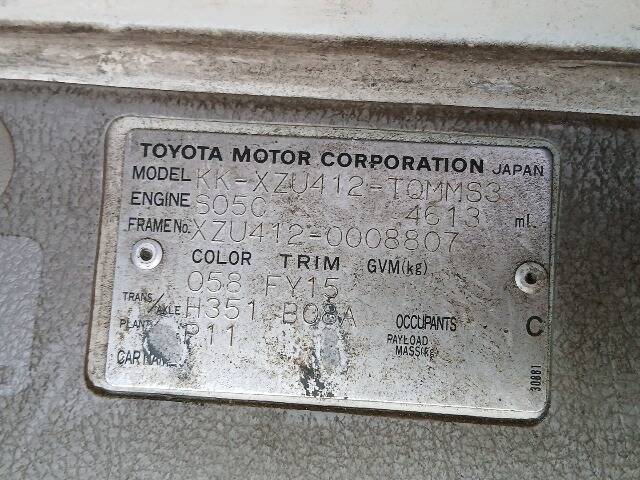 TOYOTA MOTOR CORPORATION JAPAN
MODEL KK-XZU412-TQMMS3
ENGINE S05C 4613 ml.
FRAME No. XZU412-0008807
COLOR TRIM GVM(kg)
058 FY15
TRANS/AXLE H351 B08A
OCCUPANTS C
PLANT P11
PAYLOAD MASS(kg)
CAR NAME
30881